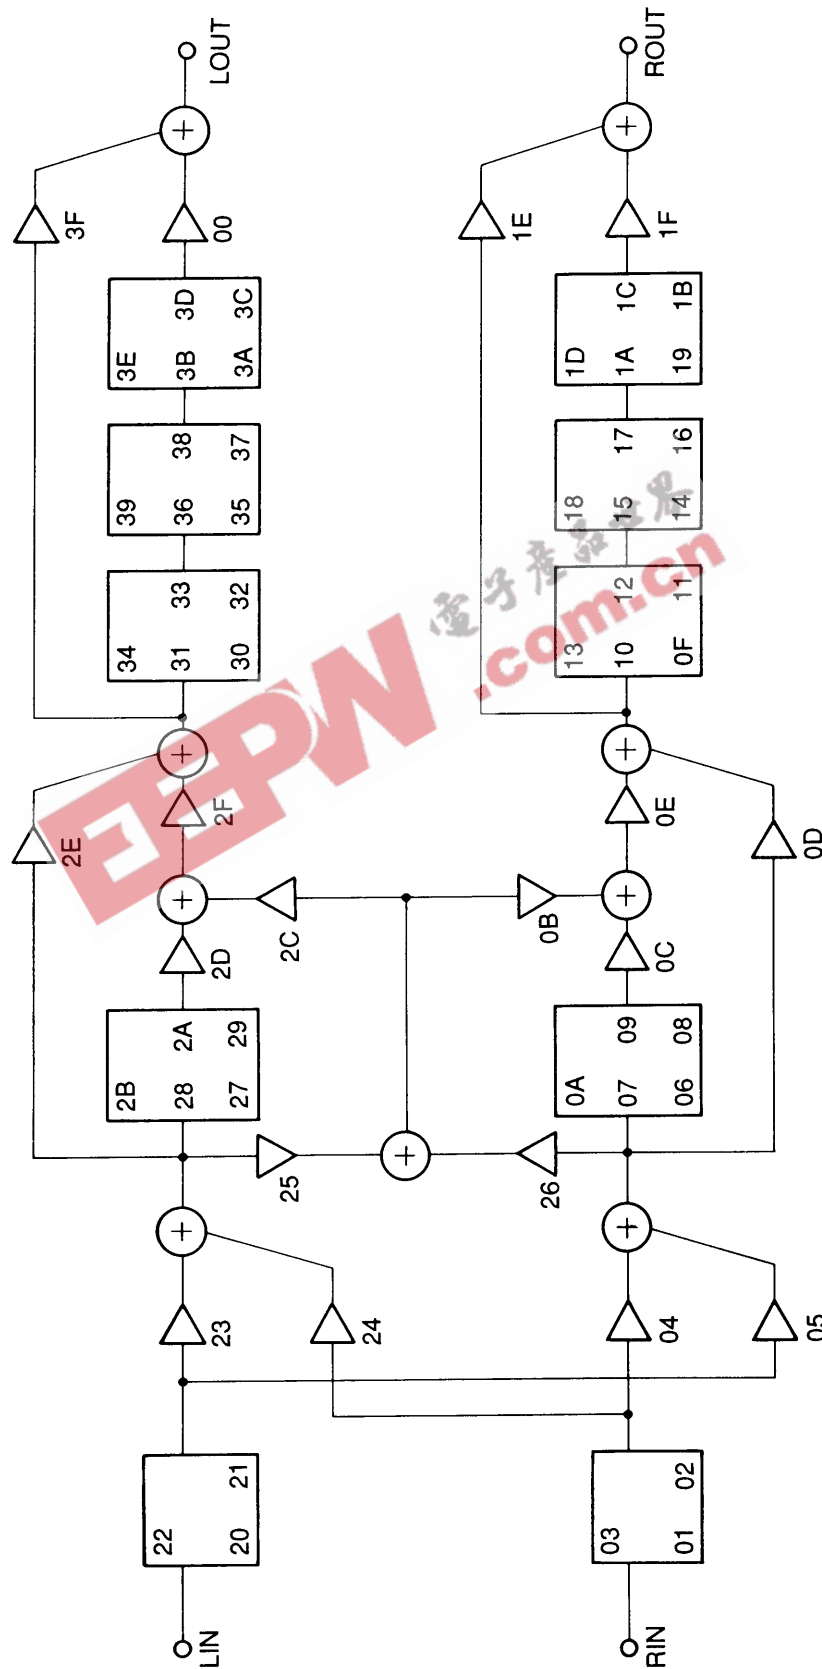 LIN
22
20 21
23
24
25
2B
28 2A
27 29
2D
2C
2E
2F
34
31 33
30 32
39
36 38
35 37
3E
3B 3D
3A 3C
3F
00
LOUT
RIN
03
01 02
04
05
26
0A
07 09
06 08
0C
0B
0D
0E
13
10 12
0F 11
18
15 17
14 16
1D
1A 1C
19 1B
1E
1F
ROUT
EEPW
電子產品世界
.com.cn